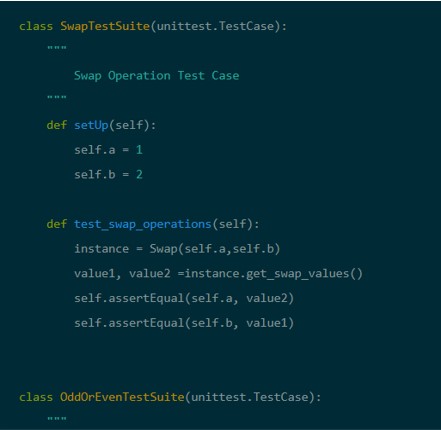 class SwapTestSuite(unittest.TestCase):
    """
        Swap Operation Test Case
    """
    def setUp(self):
        self.a = 1
        self.b = 2

    def test_swap_operations(self):
        instance = Swap(self.a,self.b)
        value1, value2 =instance.get_swap_values()
        self.assertEqual(self.a, value2)
        self.assertEqual(self.b, value1)


class OddOrEvenTestSuite(unittest.TestCase):
    """